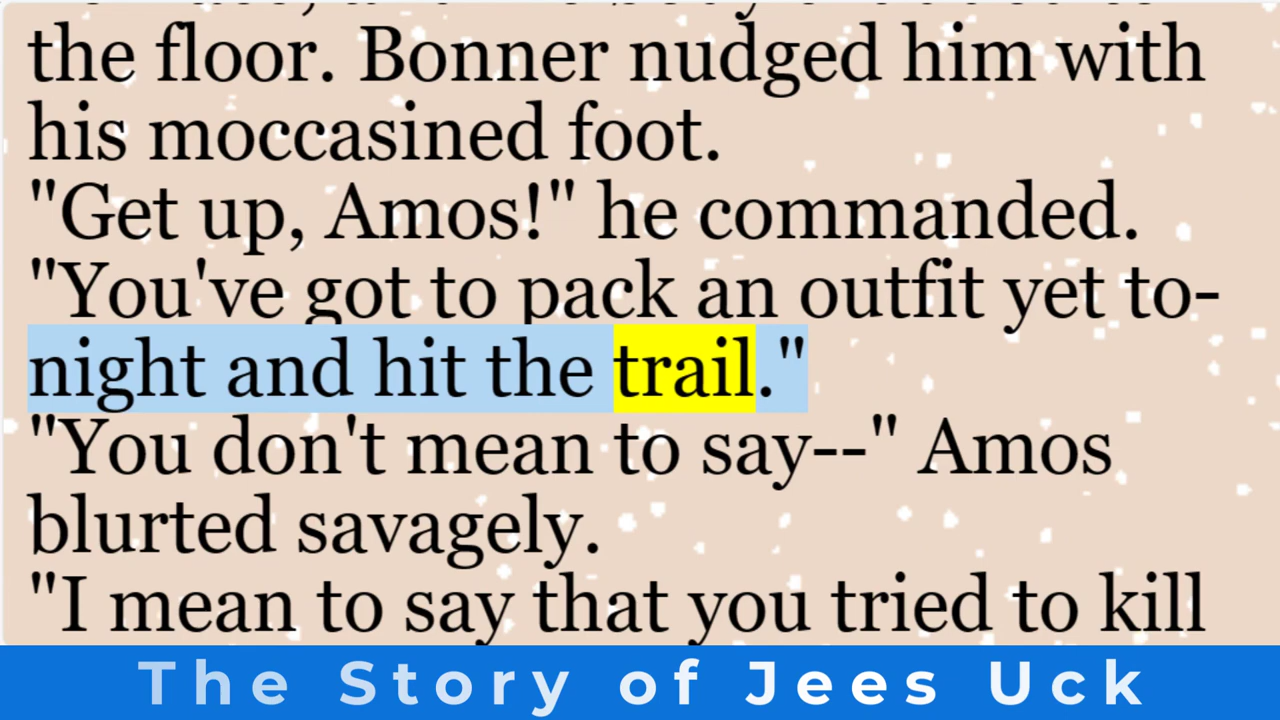 the floor. Bonner nudged him with
his moccasined foot.
"Get up, Amos!" he commanded.
"You've got to pack an outfit yet to-
night and hit the trail."
"You don't mean to say--" Amos
blurted savagely.
"I mean to say that you tried to kill
The Story of Jees Uck